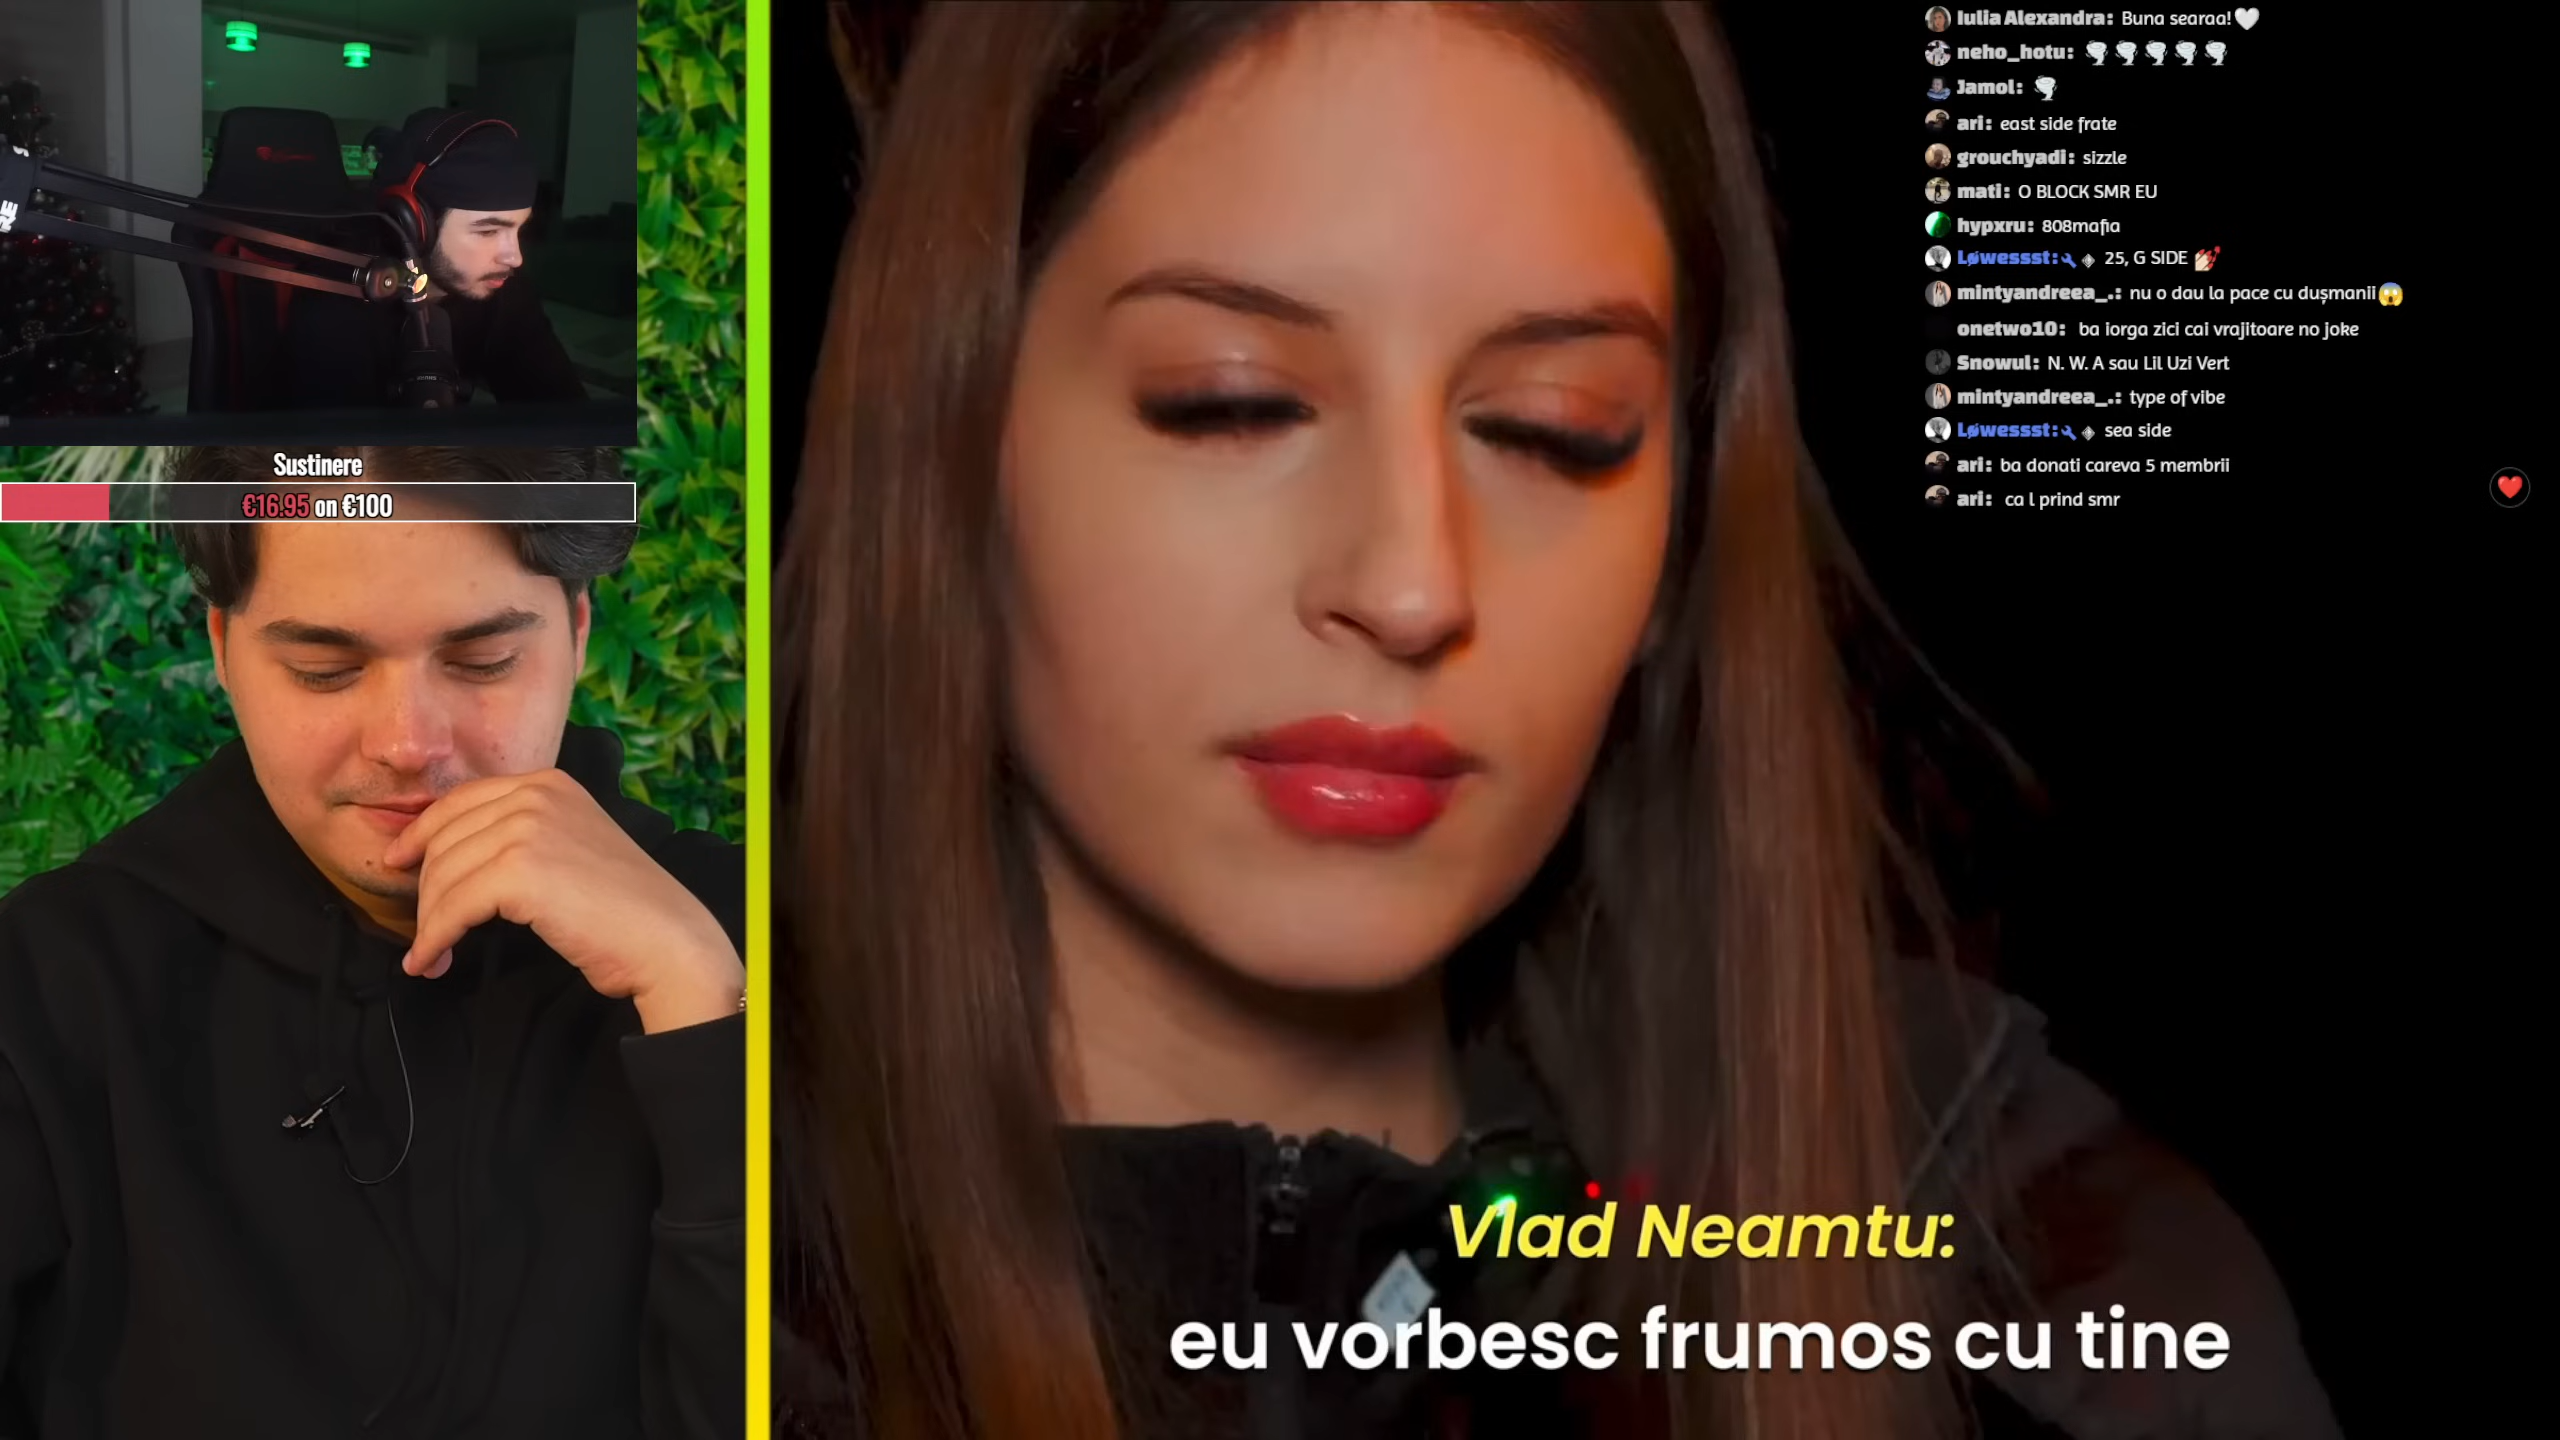 Iulia Alexandra: Buna searaa!🤍
neho_hotu: 🌪️🌪️🌪️🌪️🌪️
Jamol: 🌪️
ari: east side frate
grouchyadi: sizzle
mati: O BLOCK SMR EU
hypxru: 808mafia
Løwessst: 25, G SIDE 💅
mintyandreea_.: nu o dau la pace cu dușmanii😱
onetwo10: ba iorga zici cai vrajitoare no joke
Snowul: N. W. A sau Lil Uzi Vert
mintyandreea_.: type of vibe
Løwessst: sea side
ari: ba donati careva 5 membrii
ari: ca l prind smr
Sustinere
€16.95 on €100
Vlad Neamtu:
eu vorbesc frumos cu tine